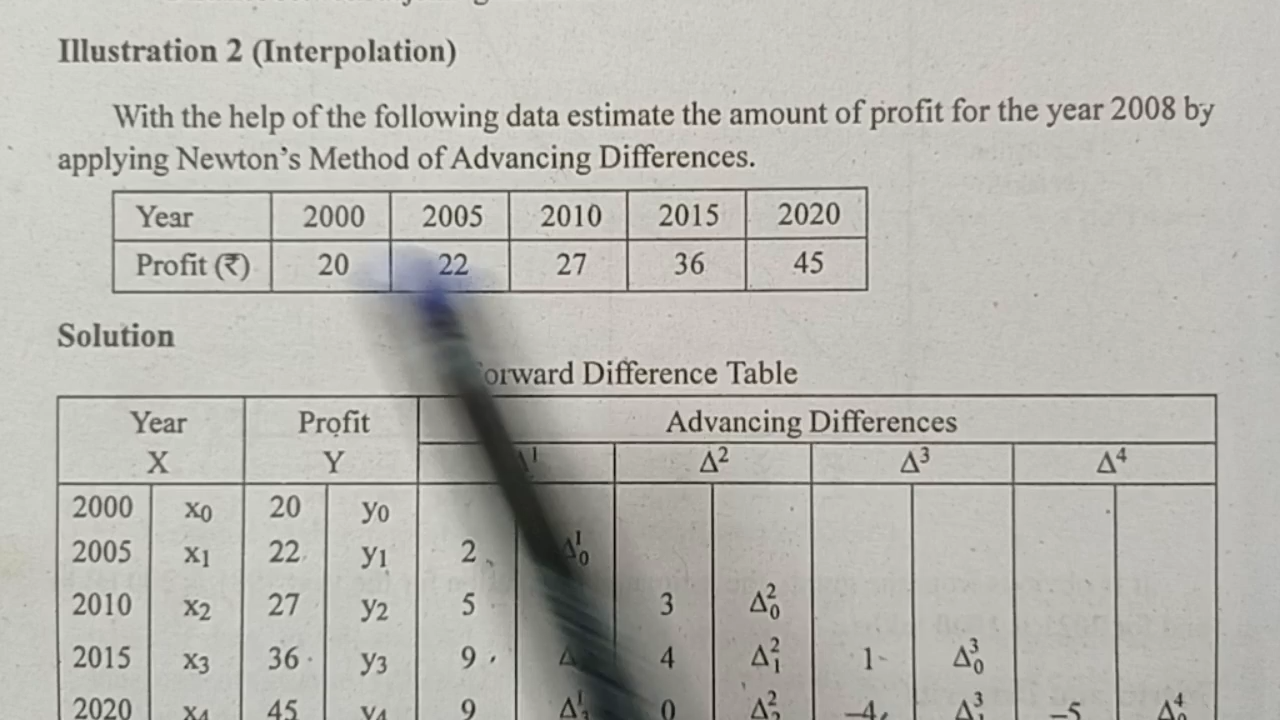 Illustration 2 (Interpolation)
With the help of the following data estimate the amount of profit for the year 2008 by
applying Newton's Method of Advancing Differences.
Year 2000 2005 2010 2015 2020
Profit (₹) 20 22 27 36 45
Solution
Difference Table
Year Profit Advancing Differences
X Y Δ² Δ³ Δ⁴
2000 x₀ 20 y₀
2005 x₁ 22 y₁ 2 Δ¹₀
2010 x₂ 27 y₂ 5 3 Δ²₀
2015 x₃ 36 y₃ 9 4 Δ²₁ 1 Δ³₀
2020 x₄ 45 y₄ 9 0 Δ²₂ –4 Δ³₁ –5 Δ⁴₀